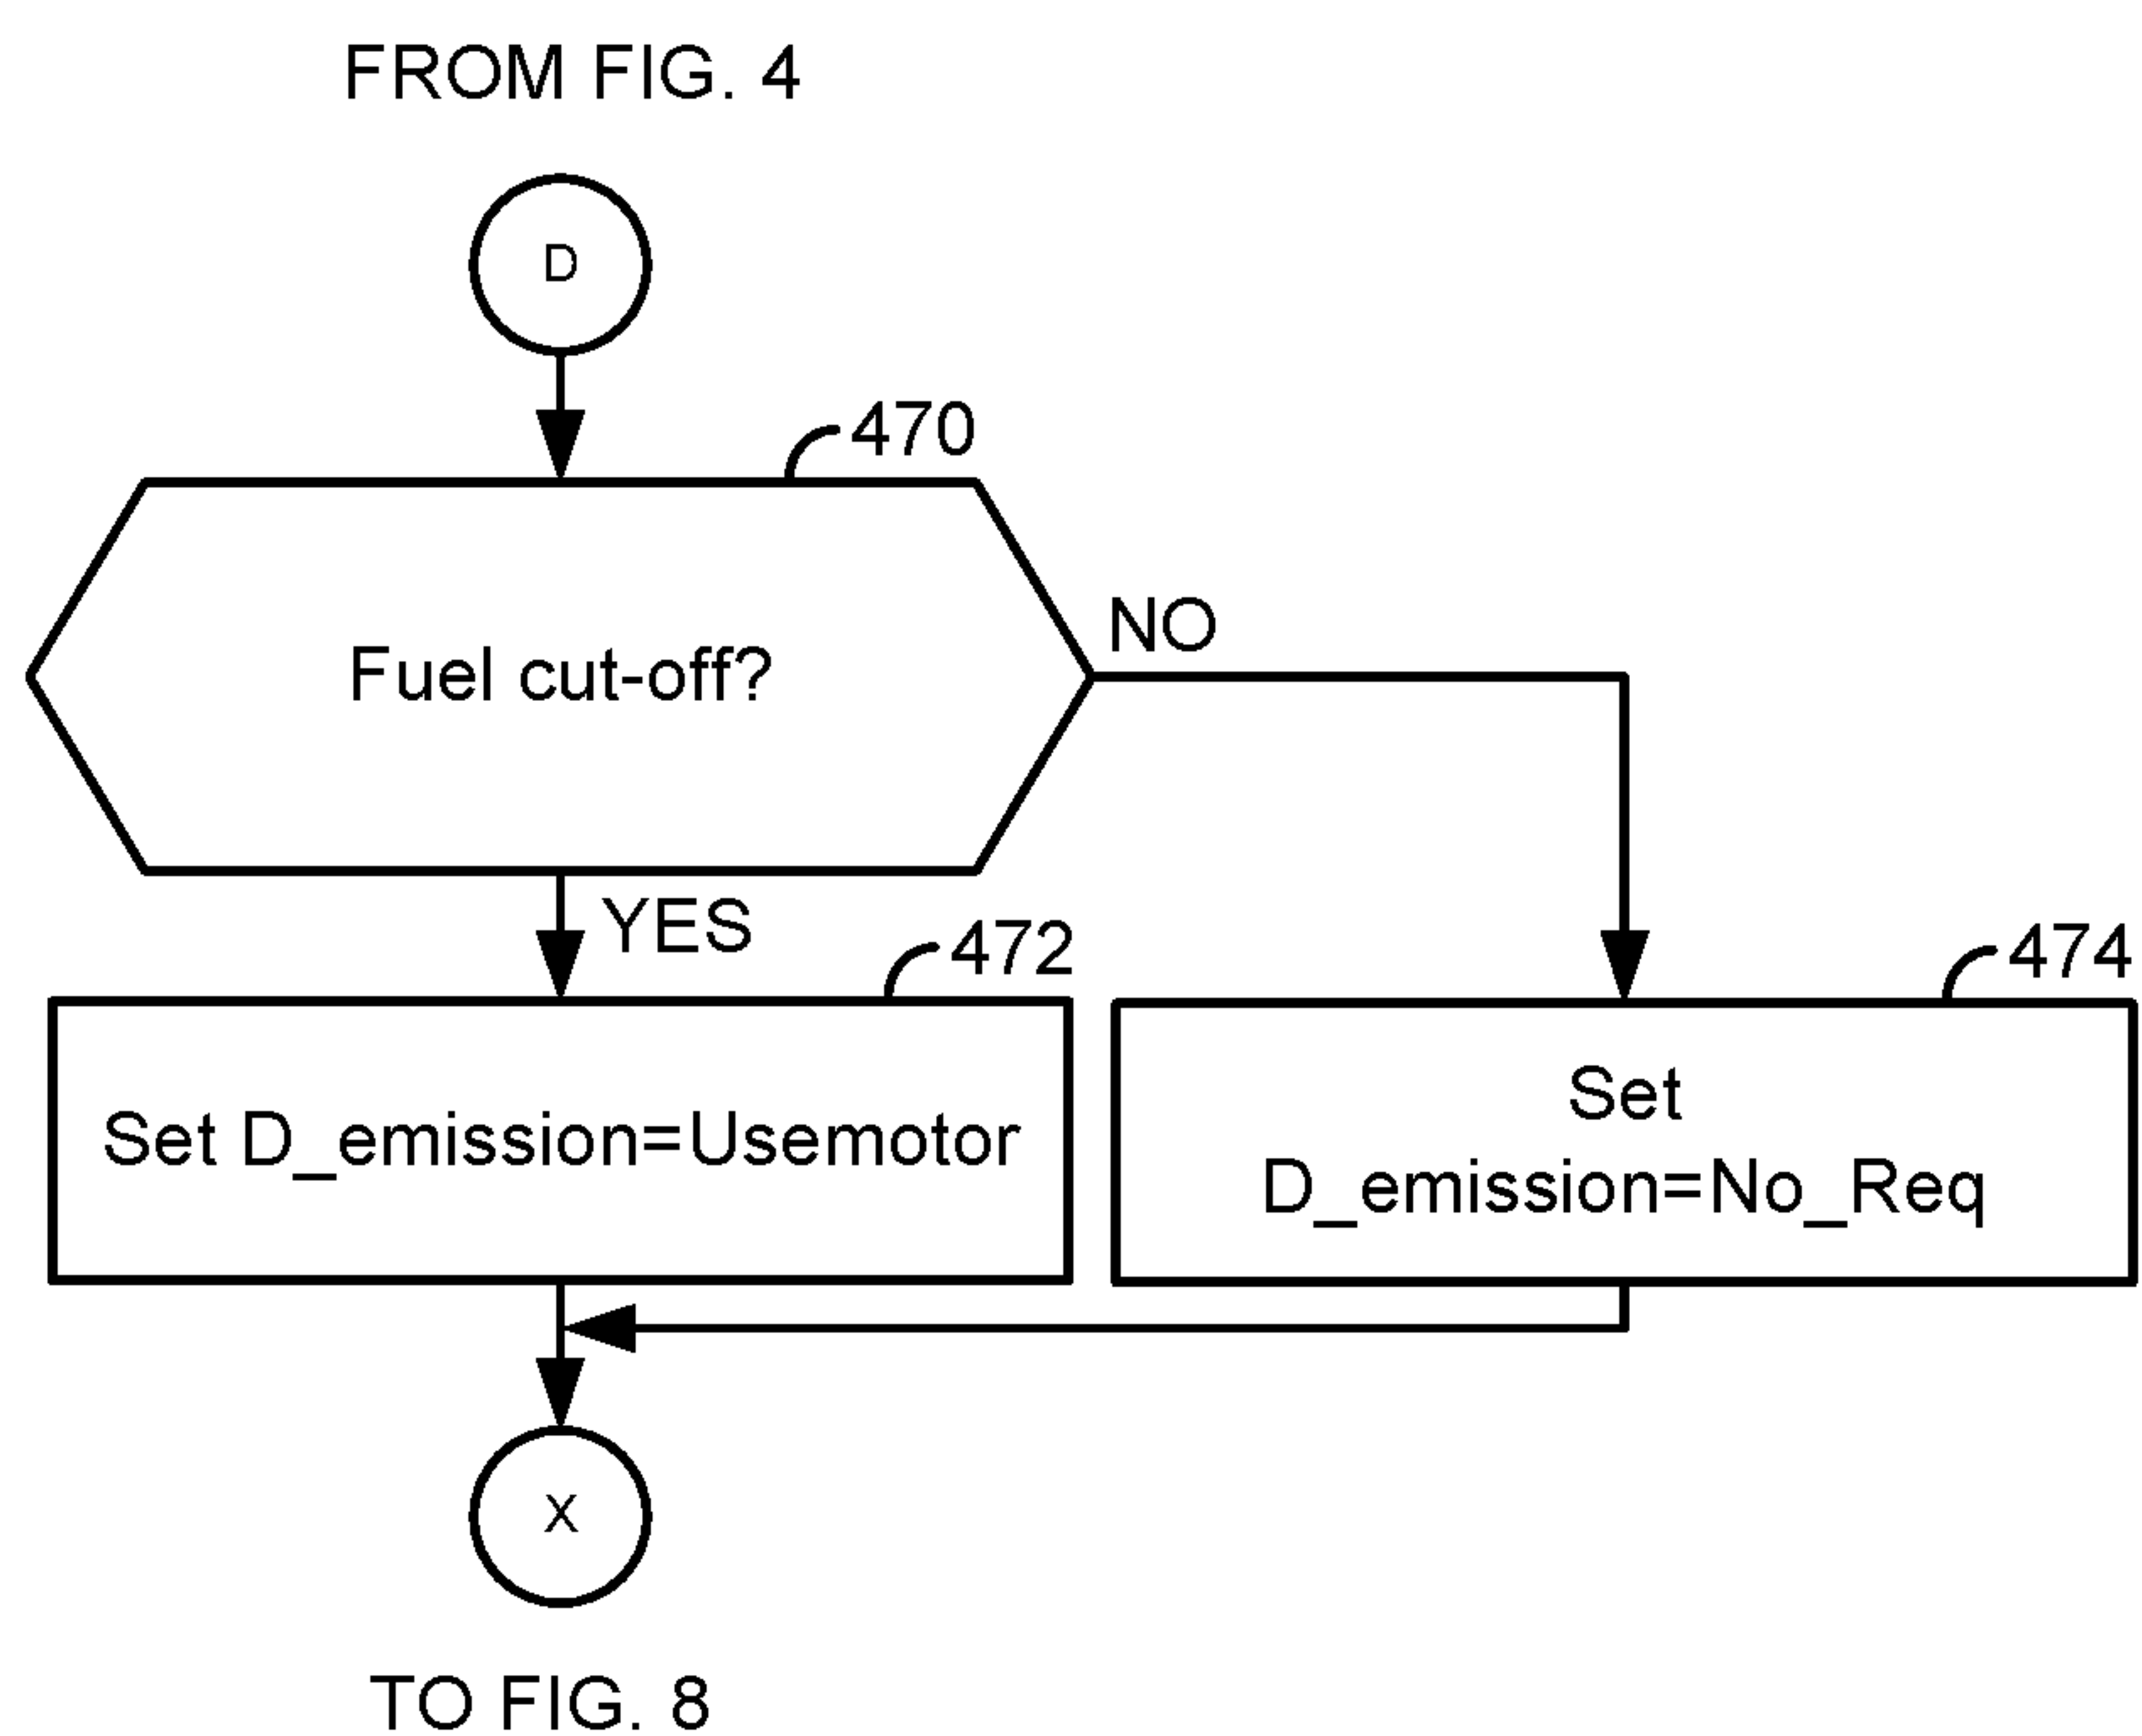 FROM FIG. 4
D
470
Fuel cut-off?
NO
YES
472
474
Set D_emission=Usemotor
Set
D_emission=No_Req
X
TO FIG. 8